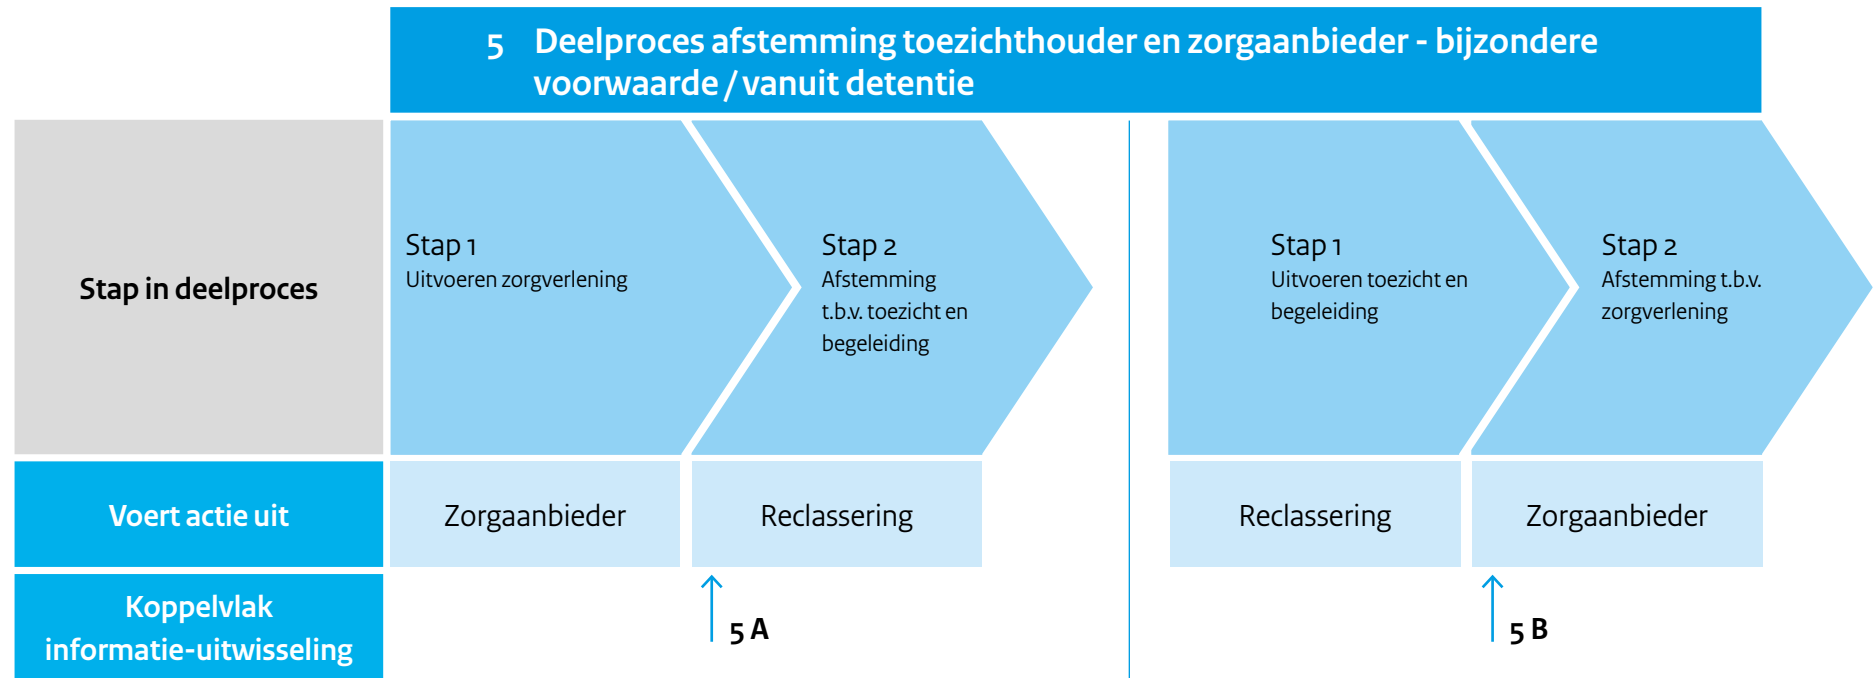 5 Deelproces afstemming toezichthouder en zorgaanbieder - bijzondere
voorwaarde / vanuit detentie
Stap in deelproces
Stap 1
Uitvoeren zorgverlening
Stap 2
Afstemming
t.b.v. toezicht en
begeleiding
Stap 1
Uitvoeren toezicht en
begeleiding
Stap 2
Afstemming t.b.v.
zorgverlening
Voert actie uit
Zorgaanbieder
Reclassering
Reclassering
Zorgaanbieder
Koppelvlak
informatie-uitwisseling
5 A
5 B